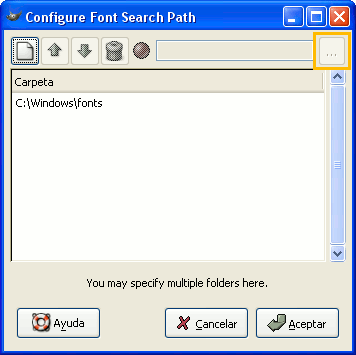 Configure Font Search Path
...
Carpeta
C:\Windows\fonts
You may specify multiple folders here.
Ayuda
Cancelar
Aceptar